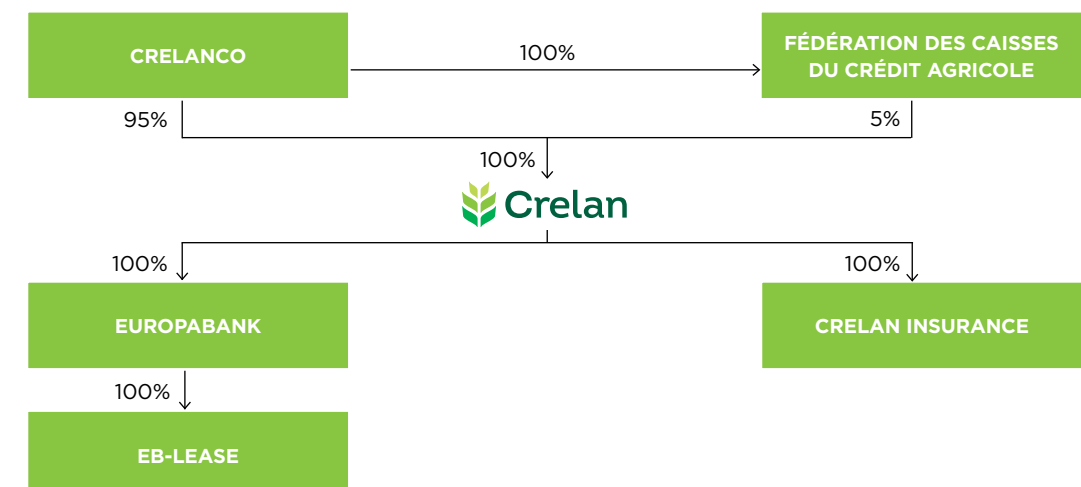 CRELANCO
100%
FÉDÉRATION DES CAISSES
DU CRÉDIT AGRICOLE
95%
5%
100%
Crelan
100%
100%
EUROPABANK
CRELAN INSURANCE
100%
EB-LEASE